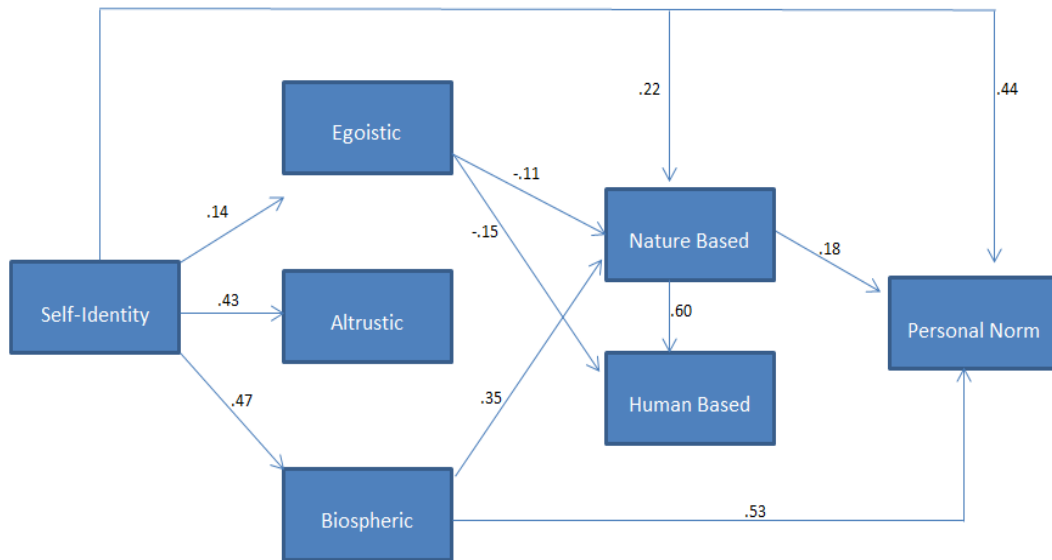 .22
.44
Egoistic
-.11
.14
-.15
Nature Based
.18
Self-Identity
.43
Altrustic
.60
Personal Norm
.47
.35
Human Based
Biospheric
.53